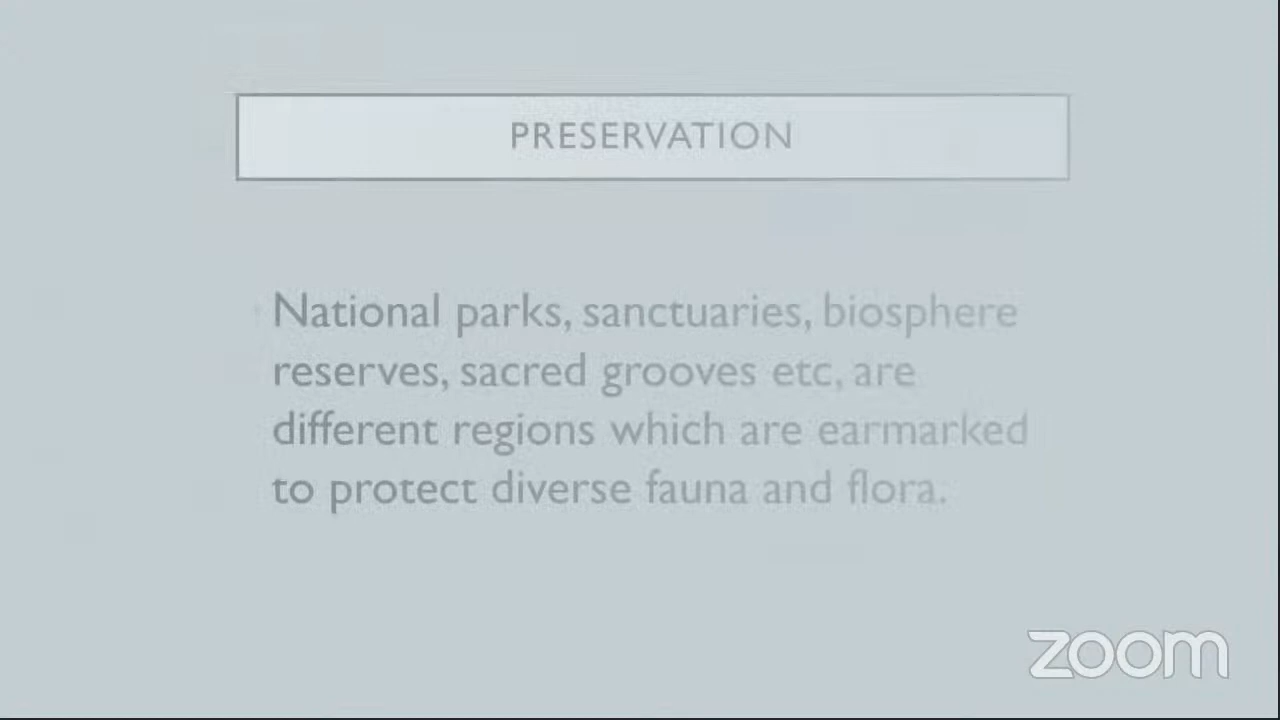 PRESERVATION
National parks, sanctuaries, biosphere
reserves, sacred grooves etc, are
different regions which are earmarked
to protect diverse fauna and flora.
zoom